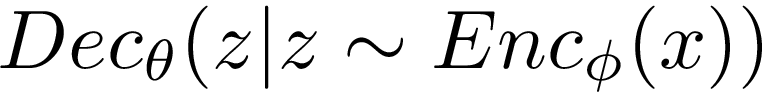 Dec_θ(z|z ∼ Enc_ϕ(x))